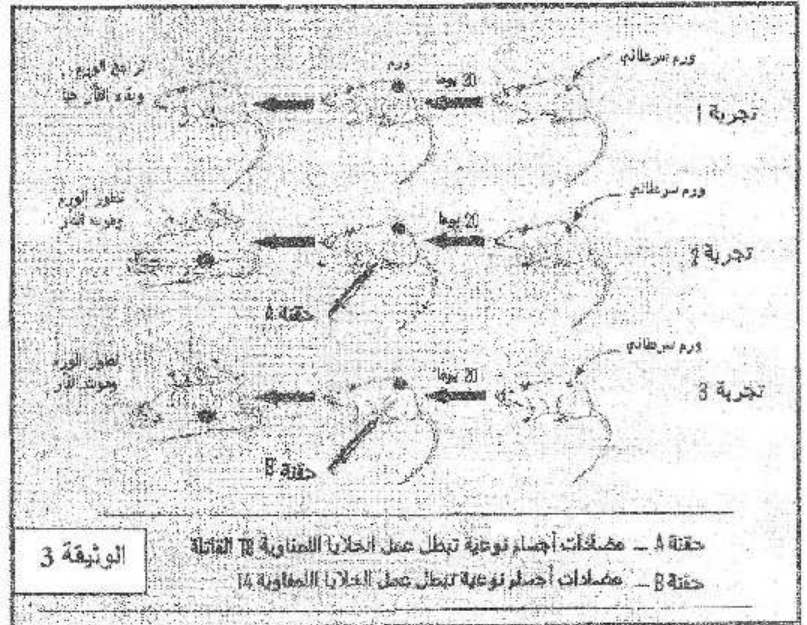 ورم سرطاني
20 يوما
ورم
تراجع الورم
وبقاء الفأر حيا
تجربة 1
ورم سرطاني
20 يوما
تطور الورم
وموت الفأر
تجربة 2
حقنة A
ورم سرطاني
20 يوما
تطور الورم
وموت الفأر
تجربة 3
حقنة B
حقنة A – مضادات أجسام نوعية تبطل عمل الخلايا اللمفاوية T8 القاتلة
حقنة B – مضادات أجسام نوعية تبطل عمل الخلايا اللمفاوية T4
الوثيقة 3